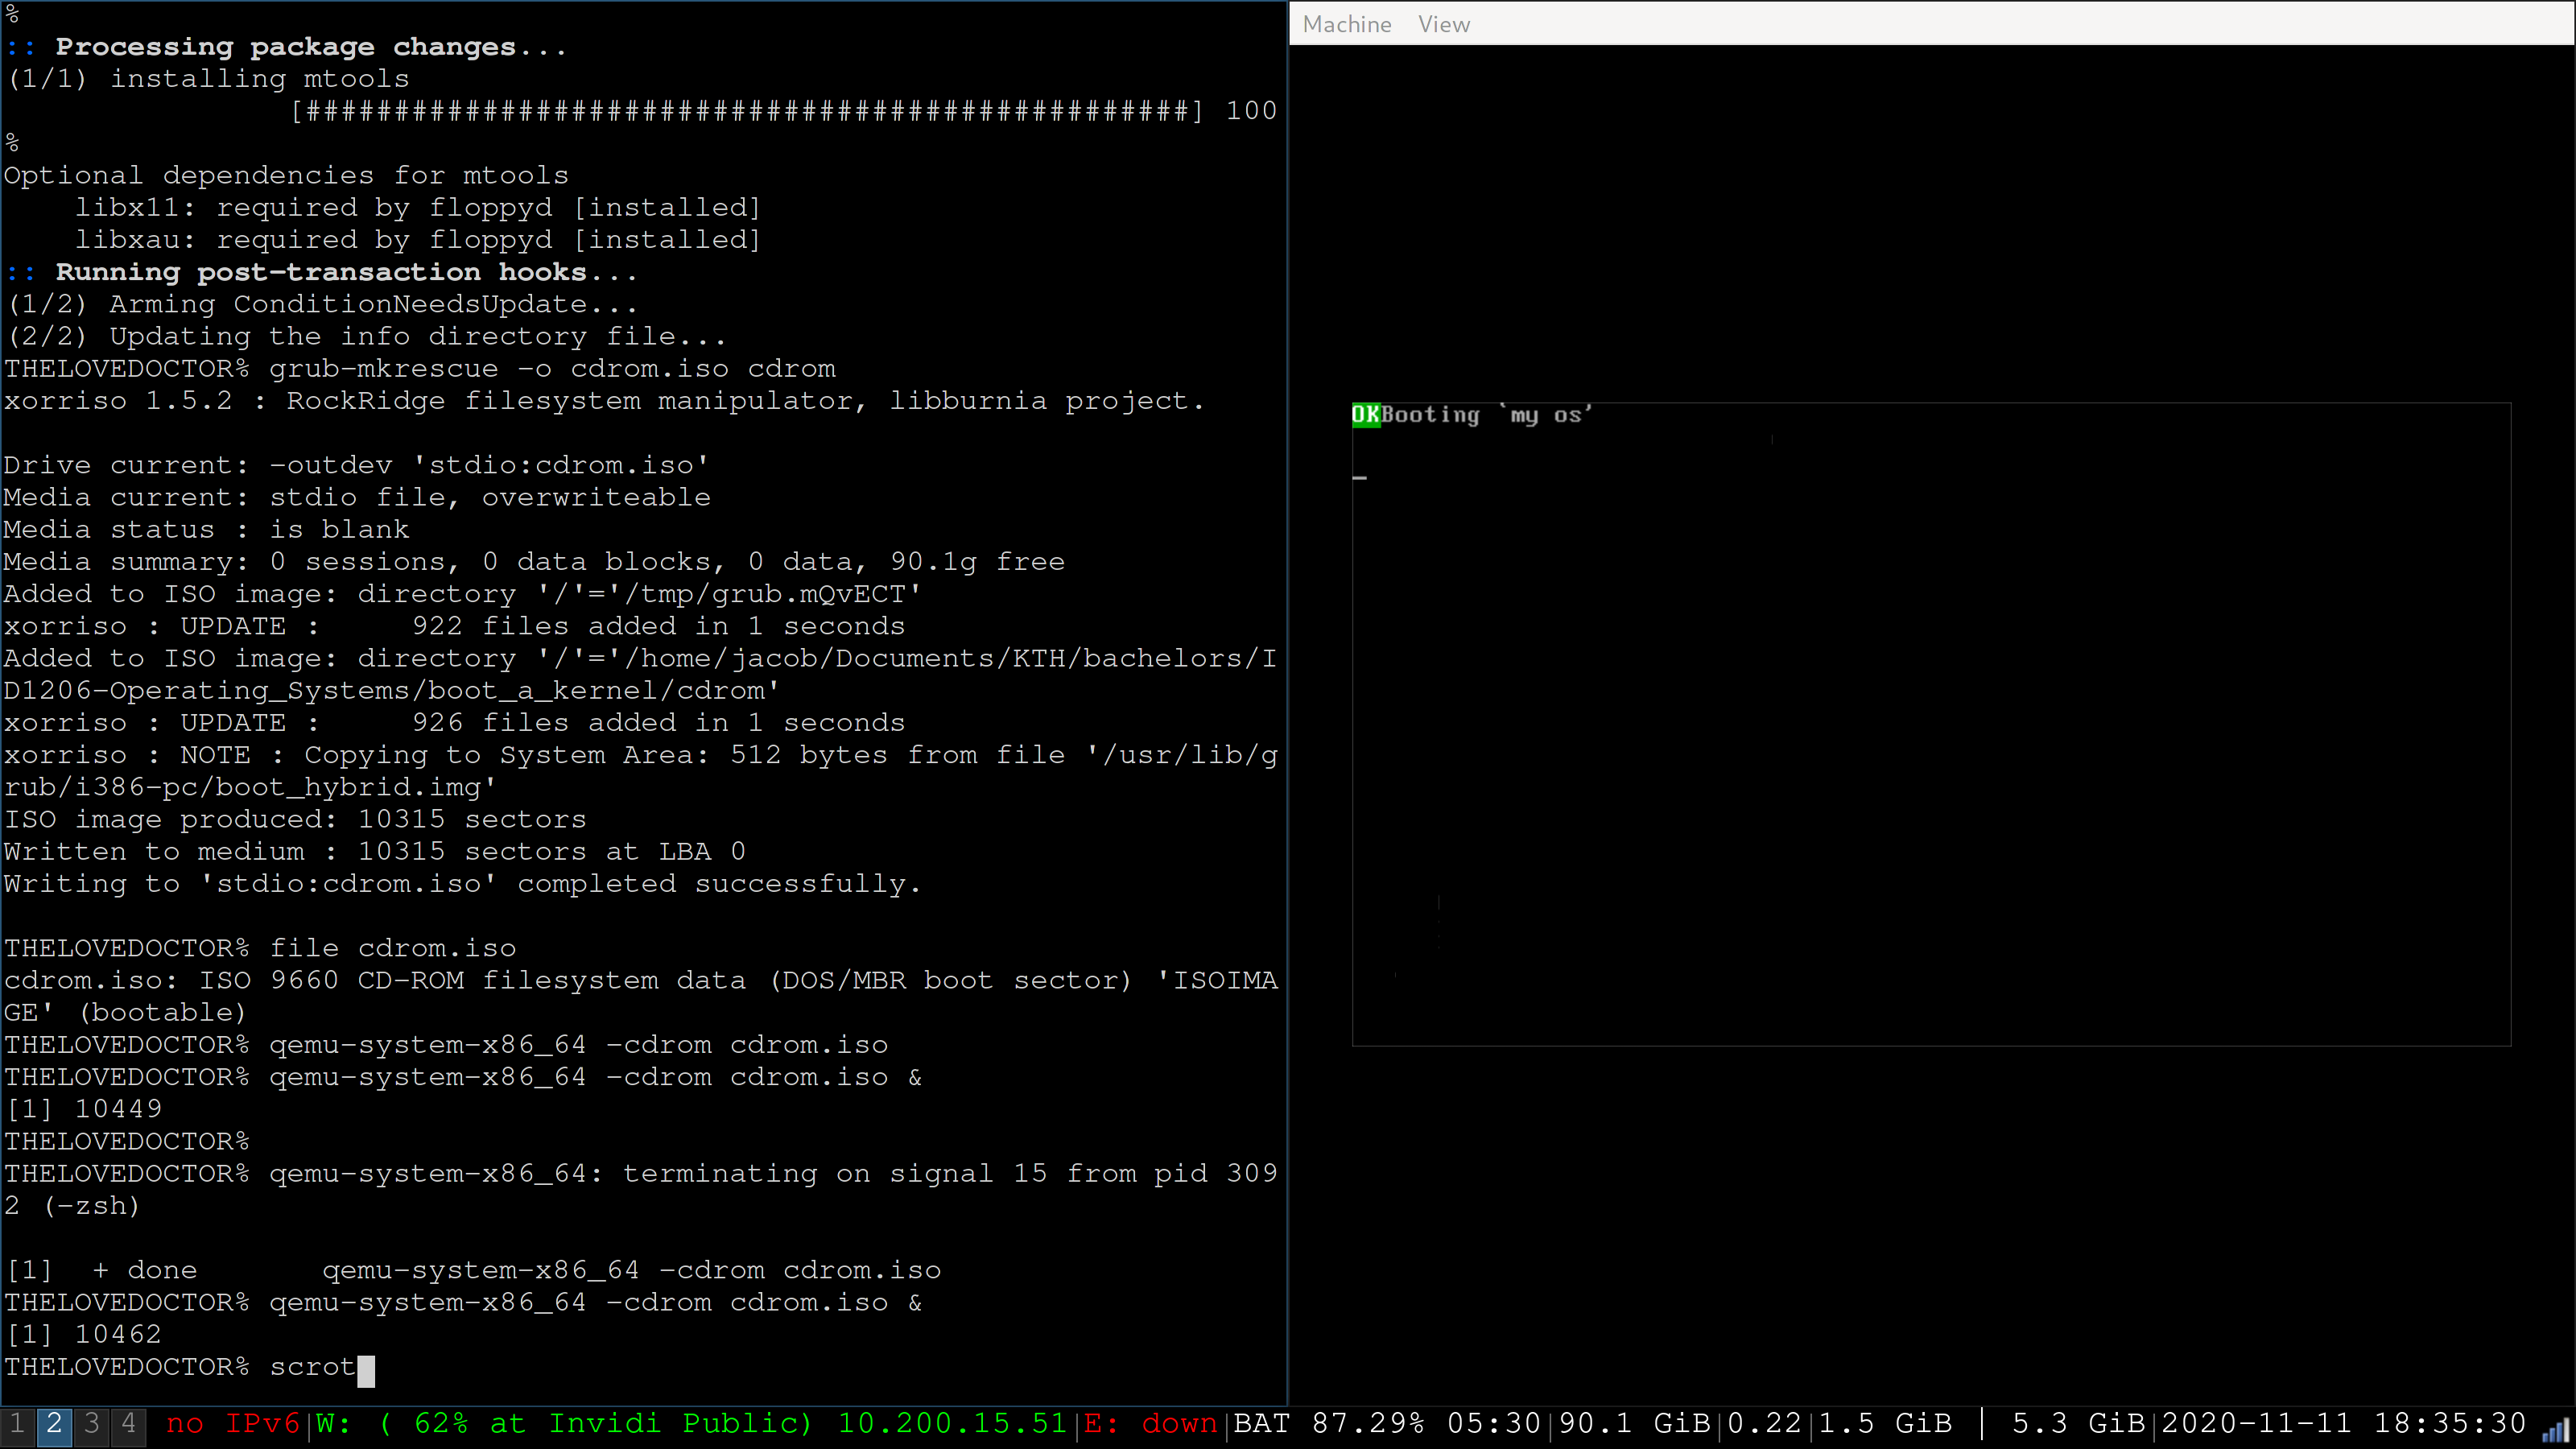 %
:: Processing package changes...
(1/1) installing mtools
[##################################################] 100
%
Optional dependencies for mtools
    libx11: required by floppyd [installed]
    libxau: required by floppyd [installed]
:: Running post-transaction hooks...
(1/2) Arming ConditionNeedsUpdate...
(2/2) Updating the info directory file...
THELOVEDOCTOR% grub-mkrescue -o cdrom.iso cdrom
xorriso 1.5.2 : RockRidge filesystem manipulator, libburnia project.

Drive current: -outdev 'stdio:cdrom.iso'
Media current: stdio file, overwriteable
Media status : is blank
Media summary: 0 sessions, 0 data blocks, 0 data, 90.1g free
Added to ISO image: directory '/'='/tmp/grub.mQvECT'
xorriso : UPDATE :     922 files added in 1 seconds
Added to ISO image: directory '/'='/home/jacob/Documents/KTH/bachelors/I
D1206-Operating_Systems/boot_a_kernel/cdrom'
xorriso : UPDATE :     926 files added in 1 seconds
xorriso : NOTE : Copying to System Area: 512 bytes from file '/usr/lib/g
rub/i386-pc/boot_hybrid.img'
ISO image produced: 10315 sectors
Written to medium : 10315 sectors at LBA 0
Writing to 'stdio:cdrom.iso' completed successfully.

THELOVEDOCTOR% file cdrom.iso
cdrom.iso: ISO 9660 CD-ROM filesystem data (DOS/MBR boot sector) 'ISOIMA
GE' (bootable)
THELOVEDOCTOR% qemu-system-x86_64 -cdrom cdrom.iso
THELOVEDOCTOR% qemu-system-x86_64 -cdrom cdrom.iso &
[1] 10449
THELOVEDOCTOR%
THELOVEDOCTOR% qemu-system-x86_64: terminating on signal 15 from pid 309
2 (-zsh)

[1]  + done       qemu-system-x86_64 -cdrom cdrom.iso
THELOVEDOCTOR% qemu-system-x86_64 -cdrom cdrom.iso &
[1] 10462
THELOVEDOCTOR% scrot
Machine View
OKBooting `my os'
_
1 2 3 4 no IPv6|W: ( 62% at Invidi Public) 10.200.15.51|E: down|BAT 87.29% 05:30|90.1 GiB|0.22|1.5 GiB | 5.3 GiB|2020-11-11 18:35:30